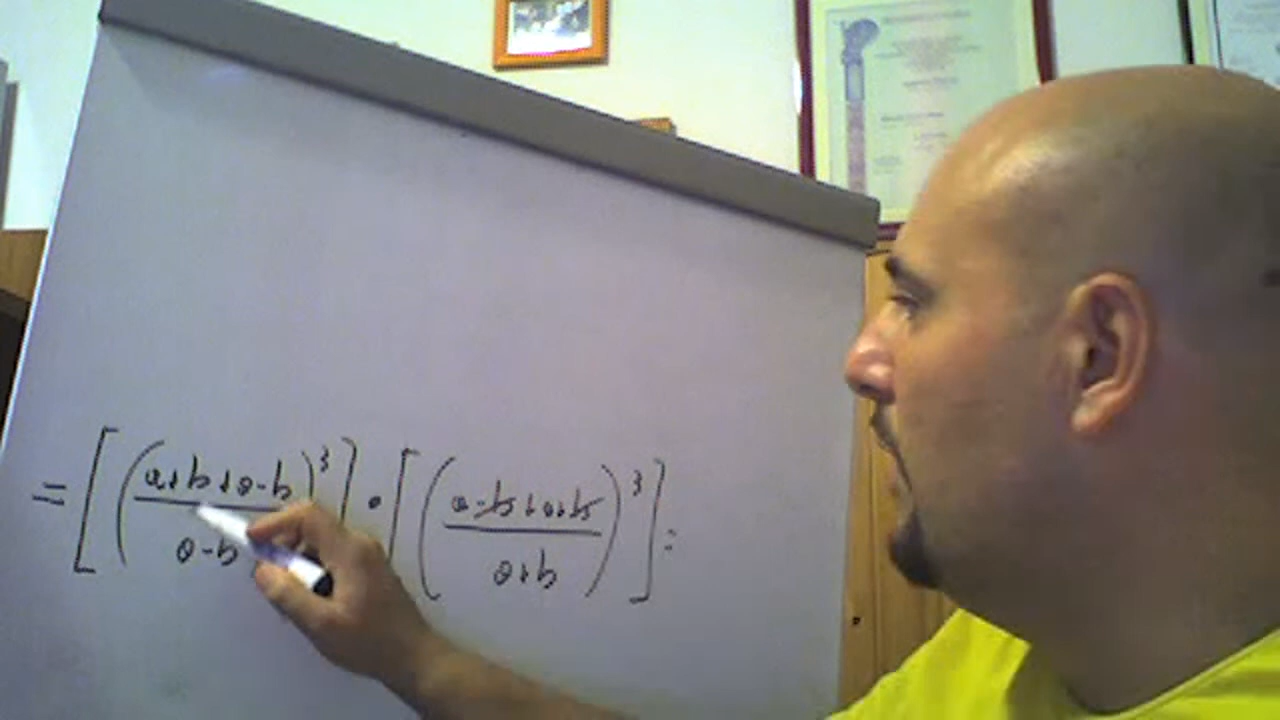 = [ ( (a+b+a-b) / (a-b) )³ ] • [ ( (a-b+a+b) / (a+b) )³ ] :